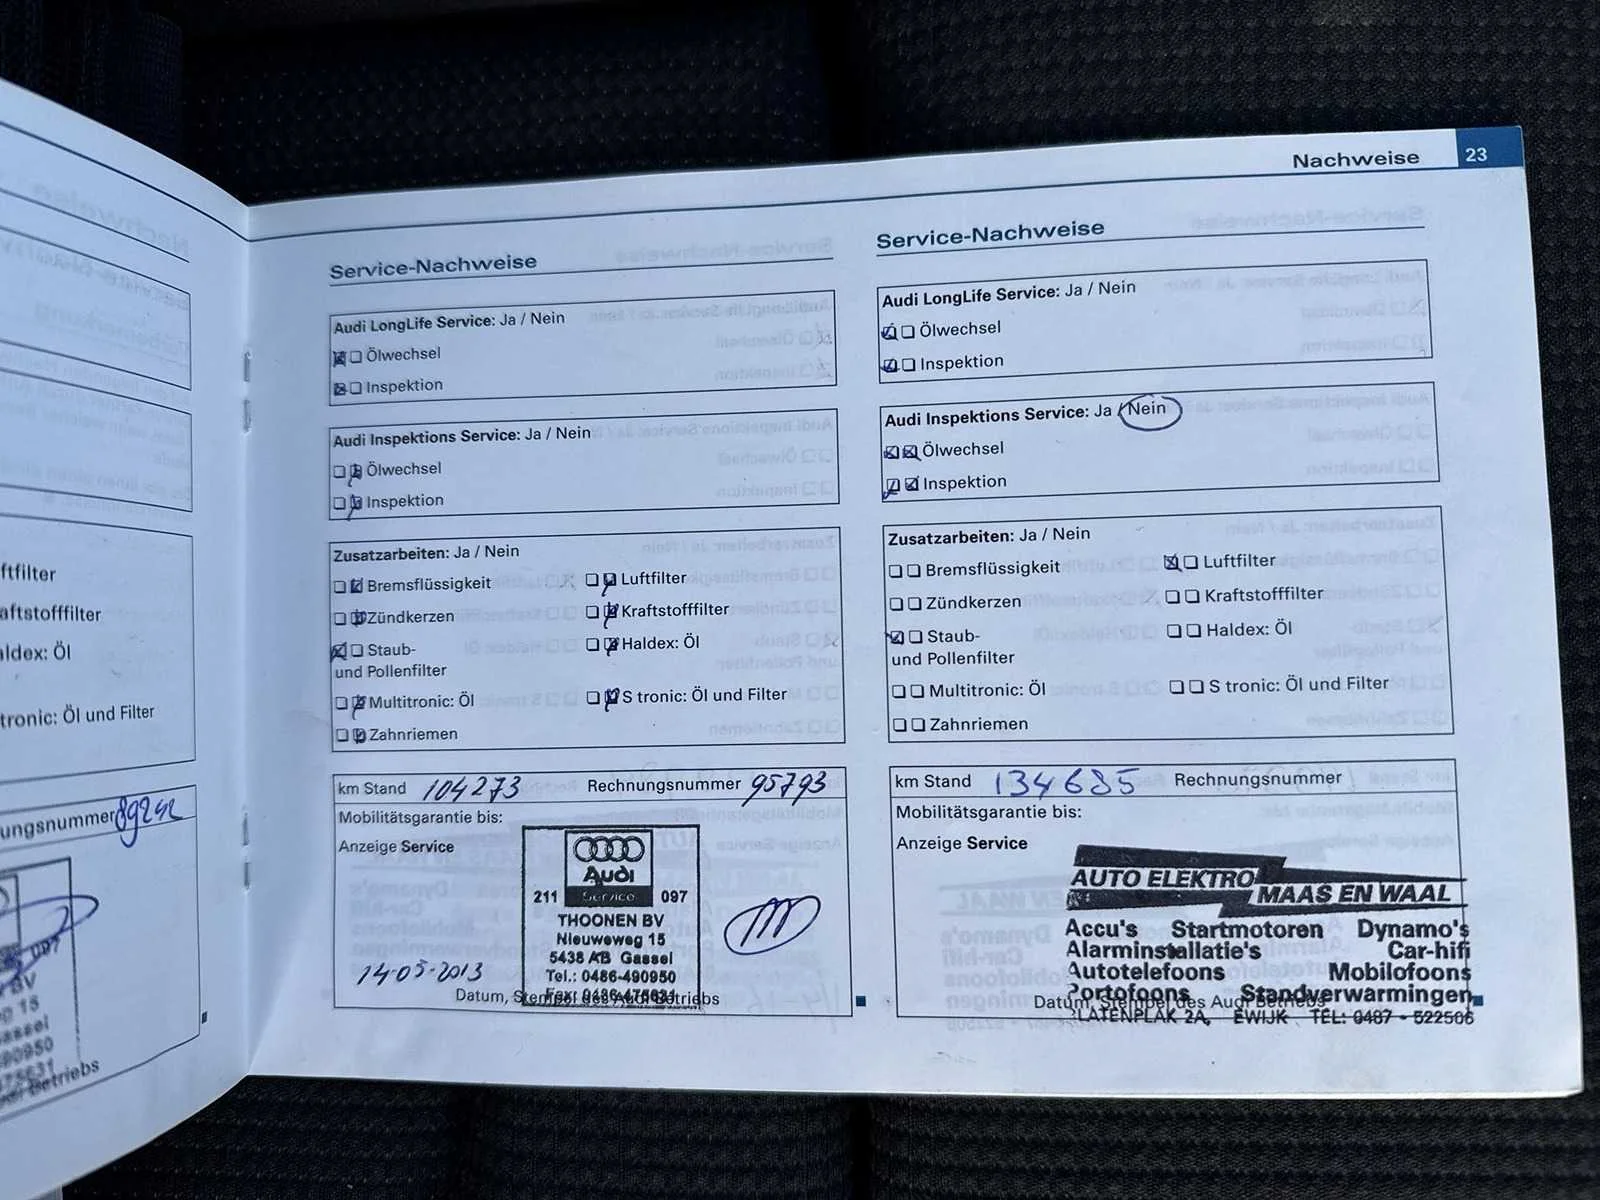 Nachweise 23
ftfilter
aftstofffilter
ldex: Öl
tronic: Öl und Filter
ungsnummer 89242
Service-Nachweise
Audi LongLife Service: Ja / Nein
Ölwechsel
Inspektion
Audi Inspektions Service: Ja / Nein
Ölwechsel
Inspektion
Zusatzarbeiten: Ja / Nein
Bremsflüssigkeit Luftfilter
Zündkerzen Kraftstofffilter
Staub- Haldex: Öl
und Pollenfilter
Multitronic: Öl S tronic: Öl und Filter
Zahnriemen
km Stand 104273 Rechnungsnummer 95793
Mobilitätsgarantie bis:
Anzeige Service
Audi
211 Service 097
THOONEN BV
Nieuweweg 15
5438 AB Gassel
Tel.: 0486-490950
Fax: 0486-475631
14-05-2013
Datum, Stempel des Audi Betriebs
Service-Nachweise
Audi LongLife Service: Ja / Nein
Ölwechsel
Inspektion
Audi Inspektions Service: Ja / Nein
Ölwechsel
Inspektion
Zusatzarbeiten: Ja / Nein
Bremsflüssigkeit Luftfilter
Zündkerzen Kraftstofffilter
Staub- Haldex: Öl
und Pollenfilter
Multitronic: Öl S tronic: Öl und Filter
Zahnriemen
km Stand 134685 Rechnungsnummer
Mobilitätsgarantie bis:
Anzeige Service
AUTO ELEKTRO
MAAS EN WAAL
Accu's Startmotoren Dynamo's
Alarminstallatie's Car-hifi
Autotelefoons Mobilofoons
Portofoons Standverwarmingen
Datum, Stempel des Audi Betriebs
PLATENPLAK 2A, EWIJK TEL: 0487 - 522506